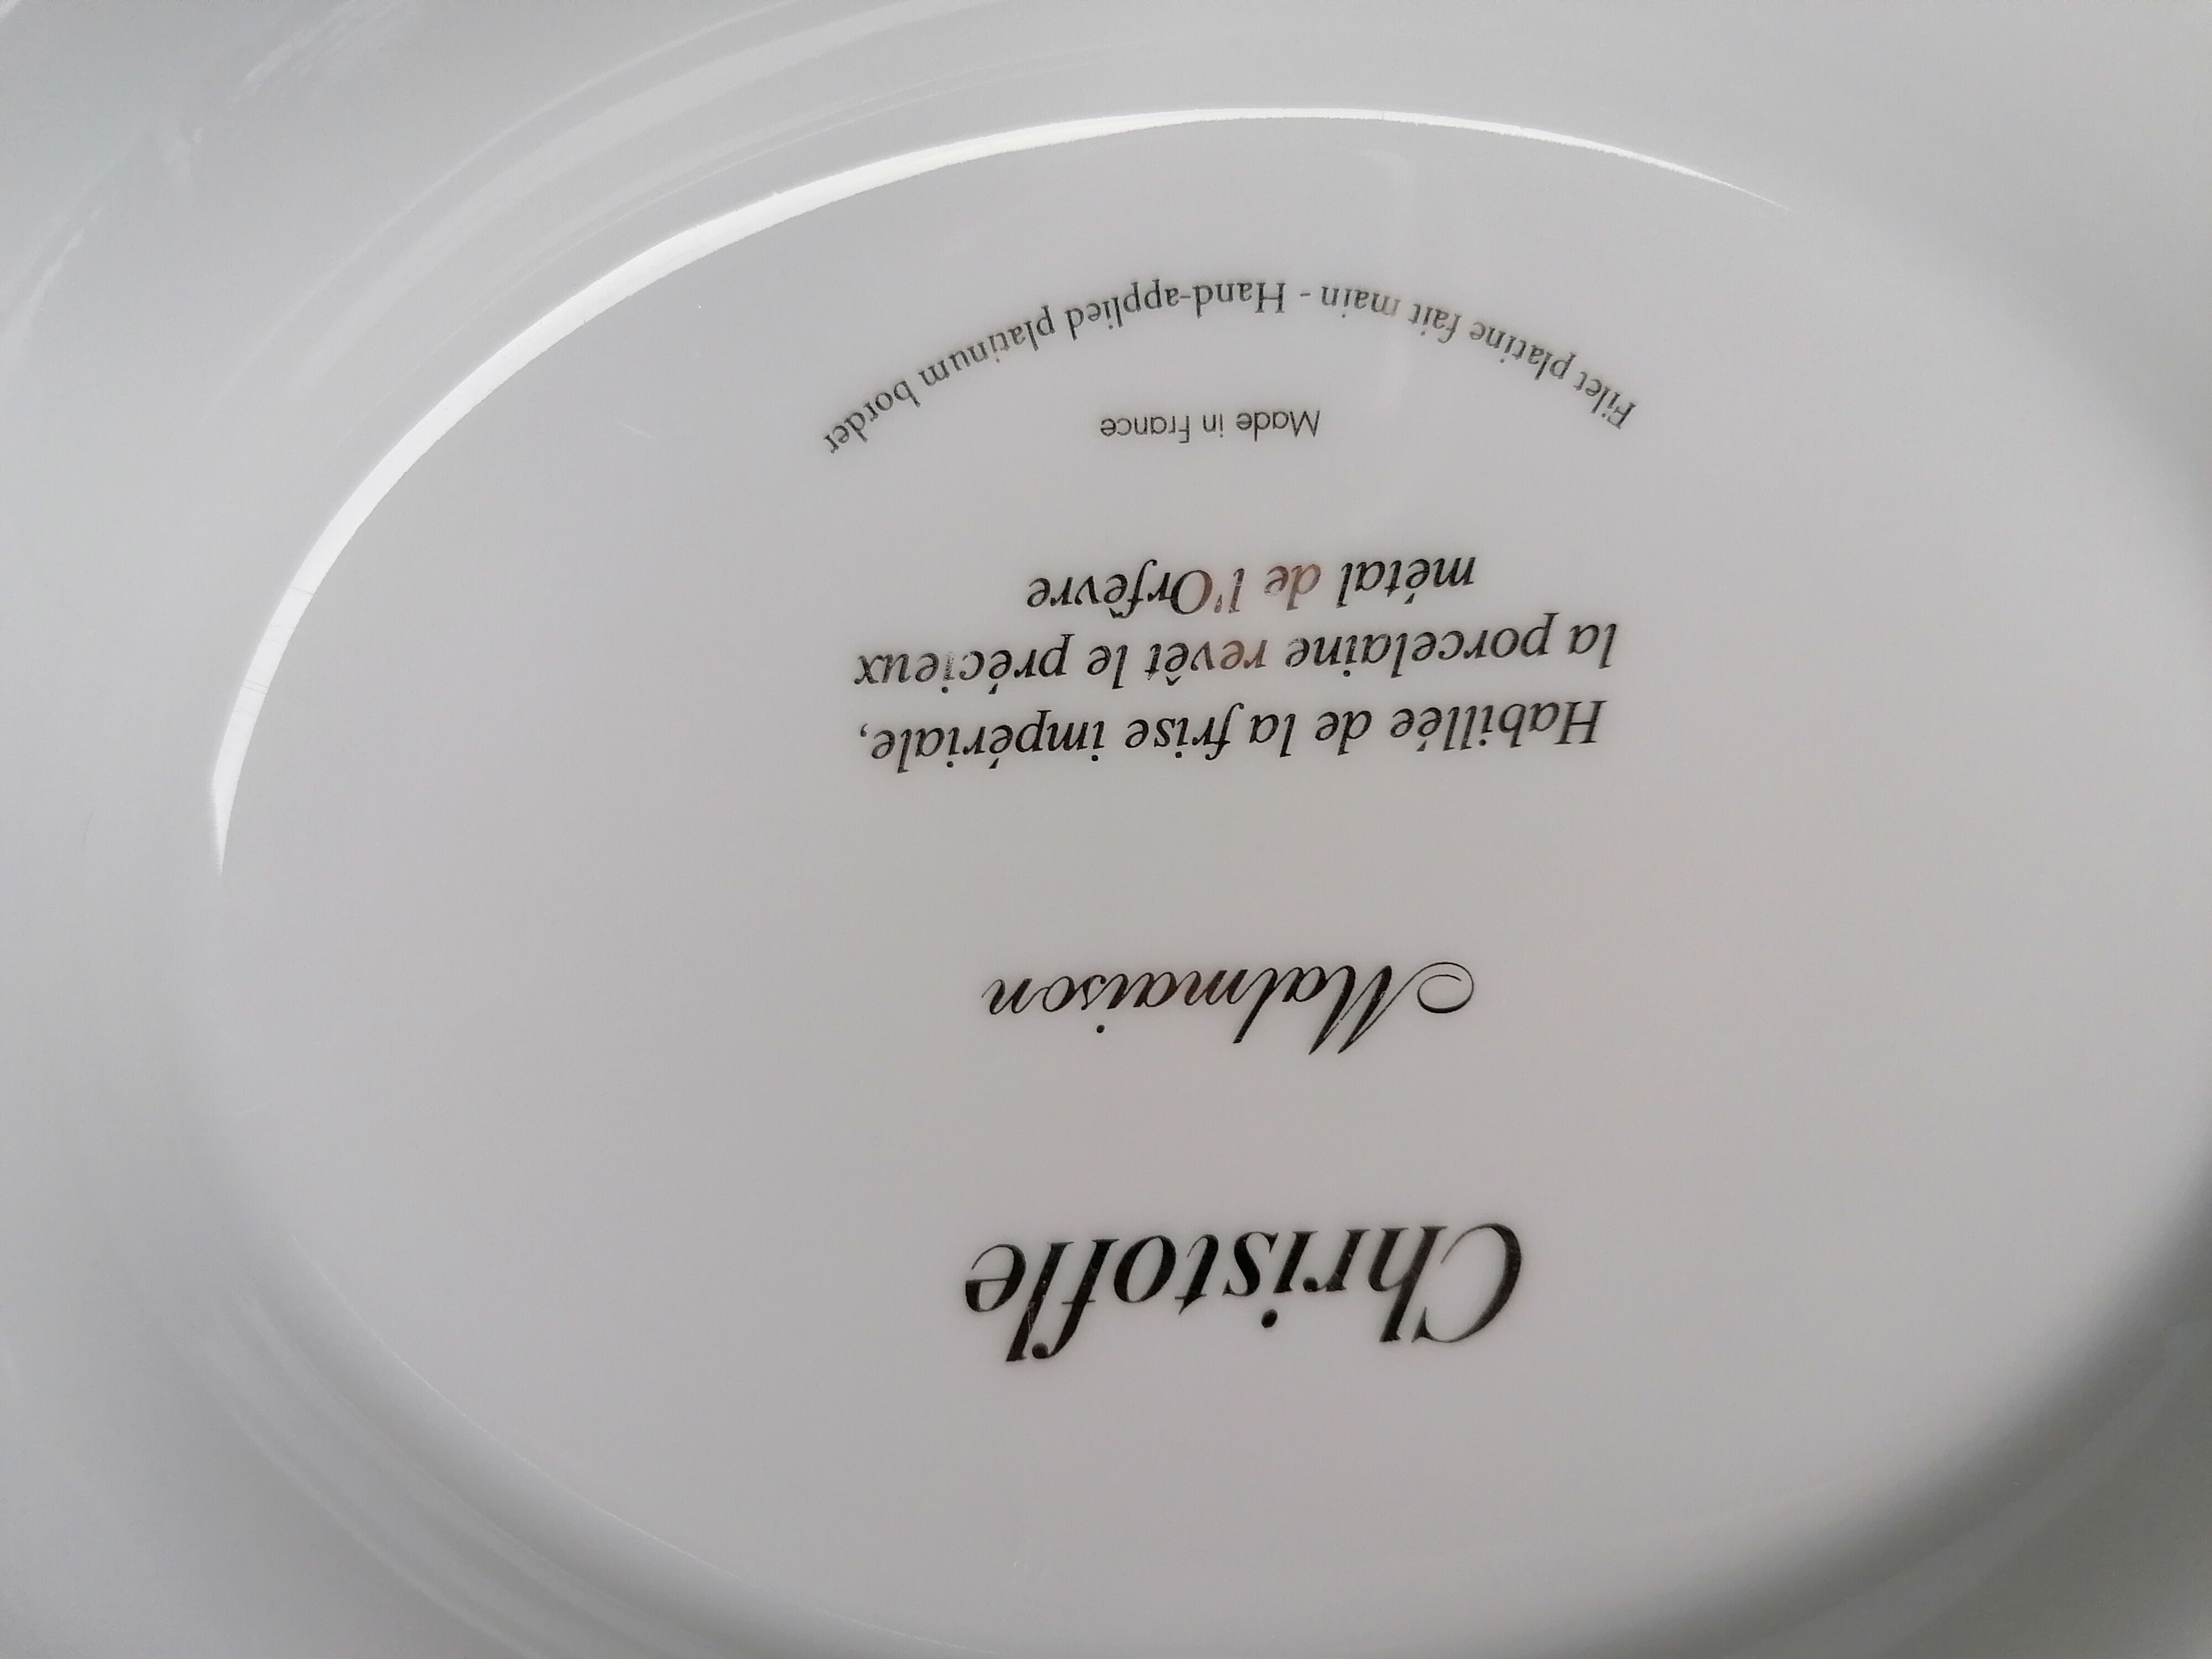 Christofle
Malmaison
Habillée de la frise impériale,
la porcelaine revêt le précieux
métal de l'Orfèvre
Made in France
Filet platine fait main - Hand-applied platinum border